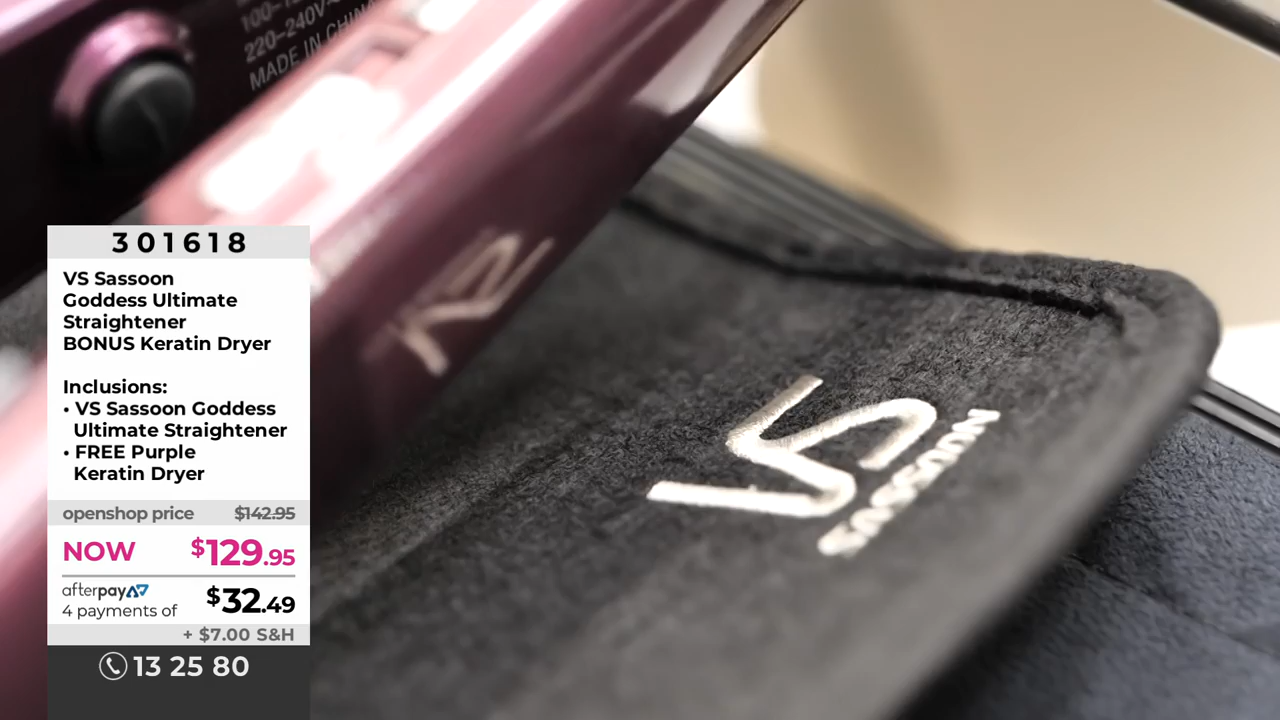 100-12
220-240V~
MADE IN CHINA
VS
VS
SASSOON
301618
VS Sassoon
Goddess Ultimate
Straightener
BONUS Keratin Dryer
Inclusions:
• VS Sassoon Goddess
Ultimate Straightener
• FREE Purple
Keratin Dryer
openshop price $142.95
NOW $129.95
afterpay
4 payments of $32.49
+ $7.00 S&H
13 25 80